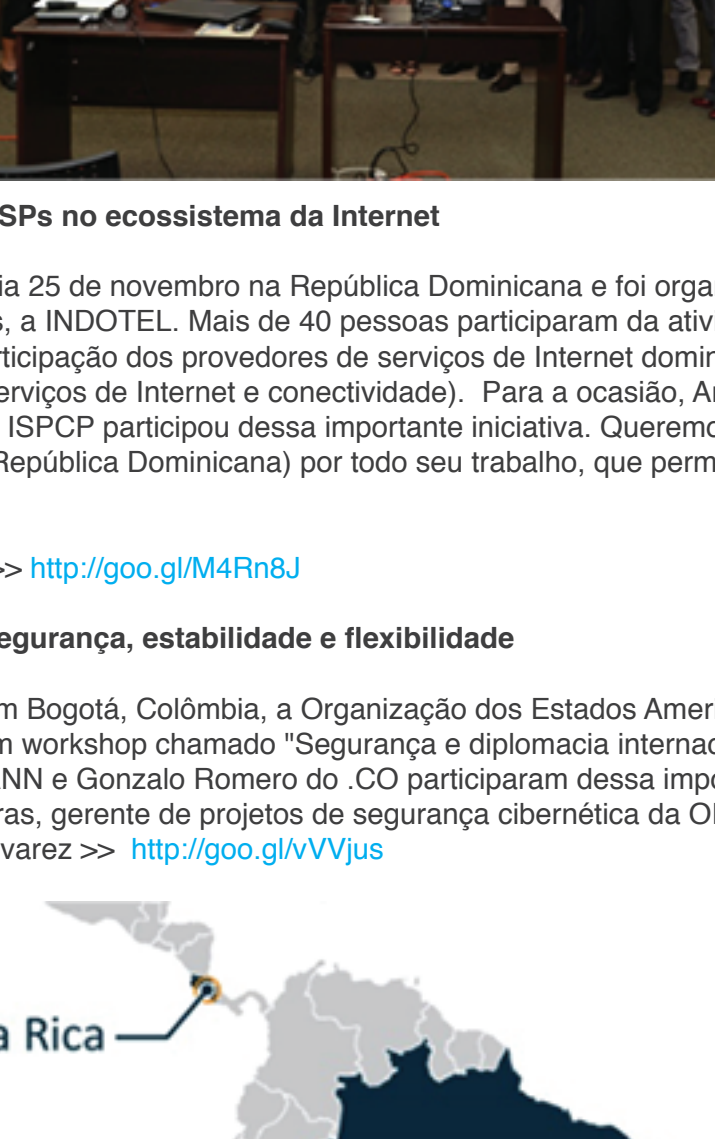 SPs no ecossistema da Internet
ia 25 de novembro na República Dominicana e foi orga
s, a INDOTEL. Mais de 40 pessoas participaram da ativ
rticipação dos provedores de serviços de Internet domin
erviços de Internet e conectividade).  Para a ocasião, A
ISPCP participou dessa importante iniciativa. Queremo
República Dominicana) por todo seu trabalho, que perm
>> http://goo.gl/M4Rn8J
egurança, estabilidade e flexibilidade
m Bogotá, Colômbia, a Organização dos Estados Amer
m workshop chamado "Segurança e diplomacia internac
ANN e Gonzalo Romero do .CO participaram dessa impo
ras, gerente de projetos de segurança cibernética da O
lvarez >>  http://goo.gl/vVVjus
a Rica